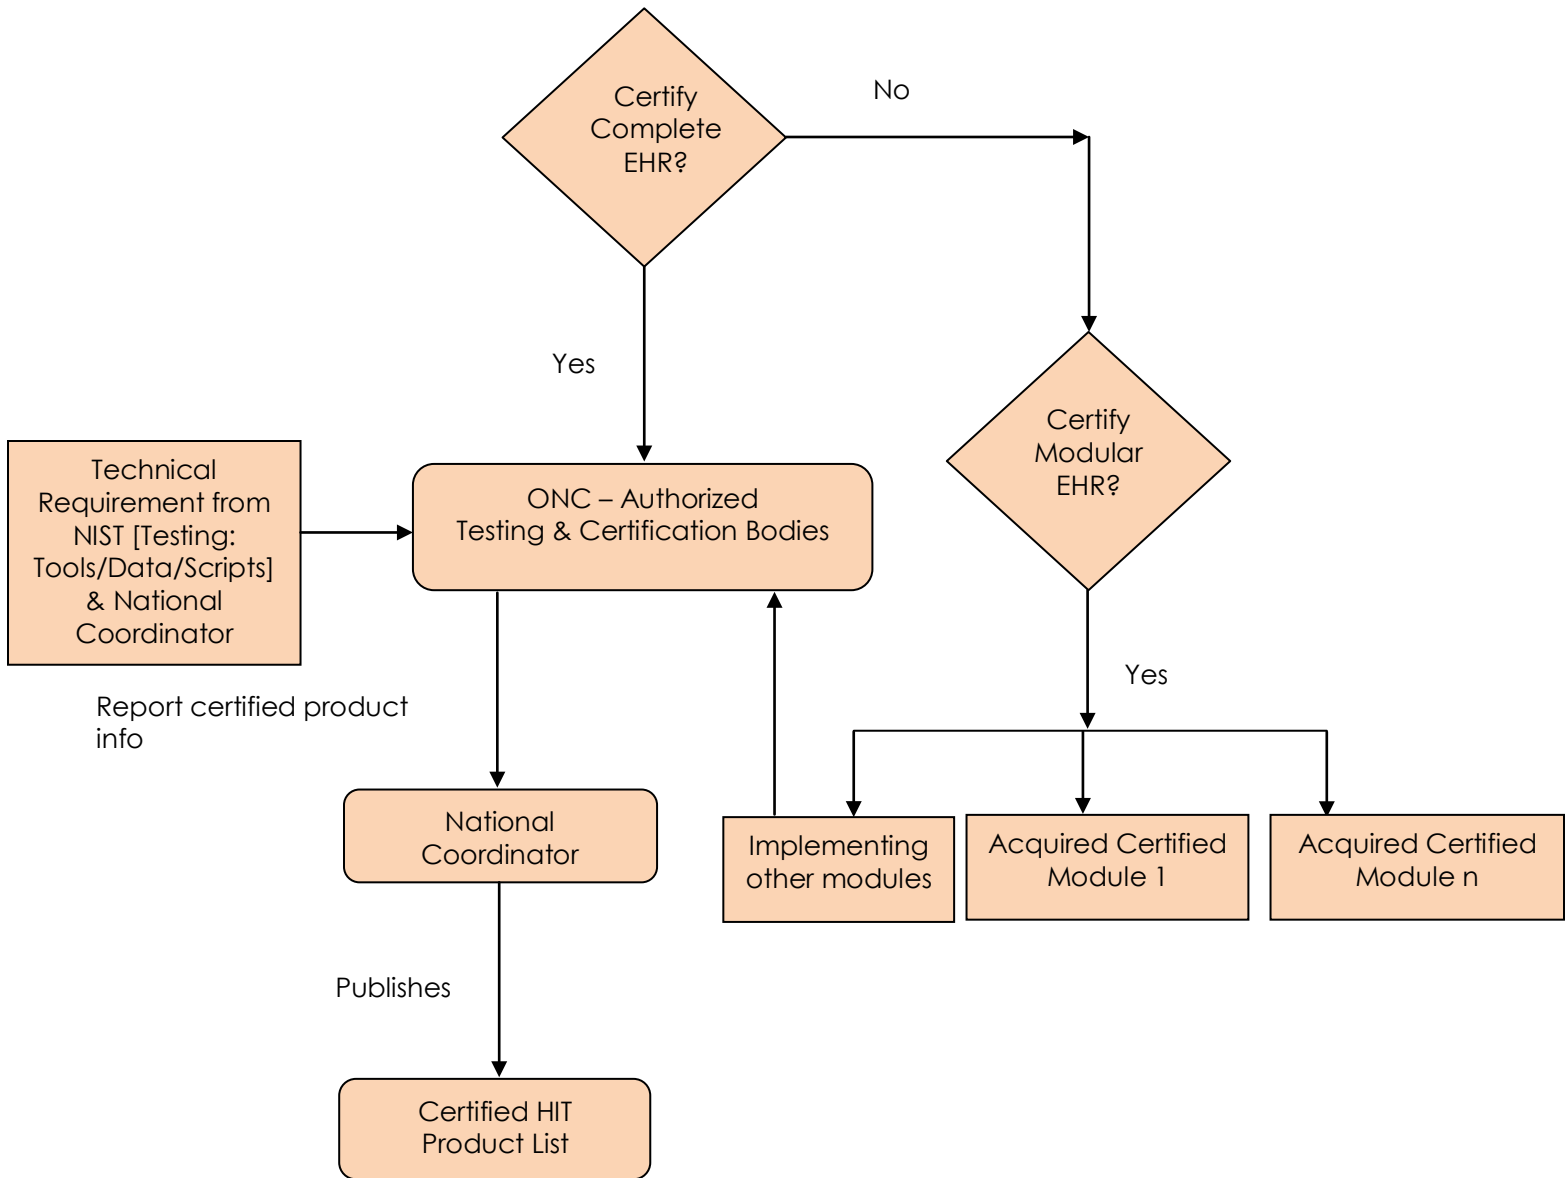 Certify
Complete
EHR?
No
Yes
Certify
Modular
EHR?
Technical
Requirement from
NIST [Testing:
Tools/Data/Scripts]
& National
Coordinator
ONC – Authorized
Testing & Certification Bodies
Yes
Report certified product
info
National
Coordinator
Implementing
other modules
Acquired Certified
Module 1
Acquired Certified
Module n
Publishes
Certified HIT
Product List